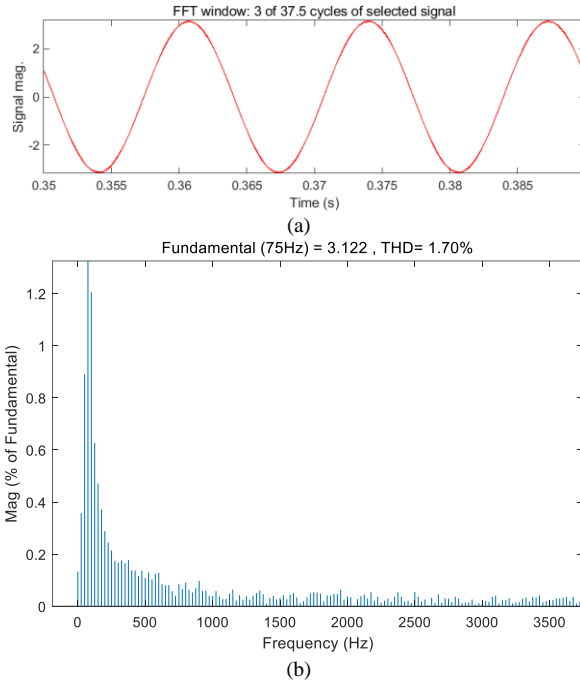 FFT window: 3 of 37.5 cycles of selected signal
Signal mag.
2
0
-2
0.35 0.355 0.36 0.365 0.37 0.375 0.38 0.385
Time (s)
(a)
Fundamental (75Hz) = 3.122 , THD= 1.70%
Mag (% of Fundamental)
1.2
1
0.8
0.6
0.4
0.2
0
0 500 1000 1500 2000 2500 3000 3500
Frequency (Hz)
(b)